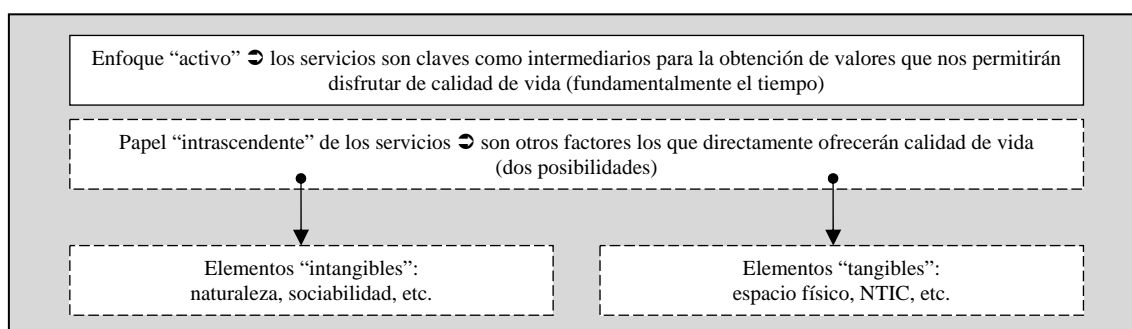 Enfoque “activo” ➲ los servicios son claves como intermediarios para la obtención de valores que nos permitirán
disfrutar de calidad de vida (fundamentalmente el tiempo)
Papel “intrascendente” de los servicios ➲ son otros factores los que directamente ofrecerán calidad de vida
(dos posibilidades)
Elementos “intangibles”:
naturaleza, sociabilidad, etc.
Elementos “tangibles”:
espacio físico, NTIC, etc.